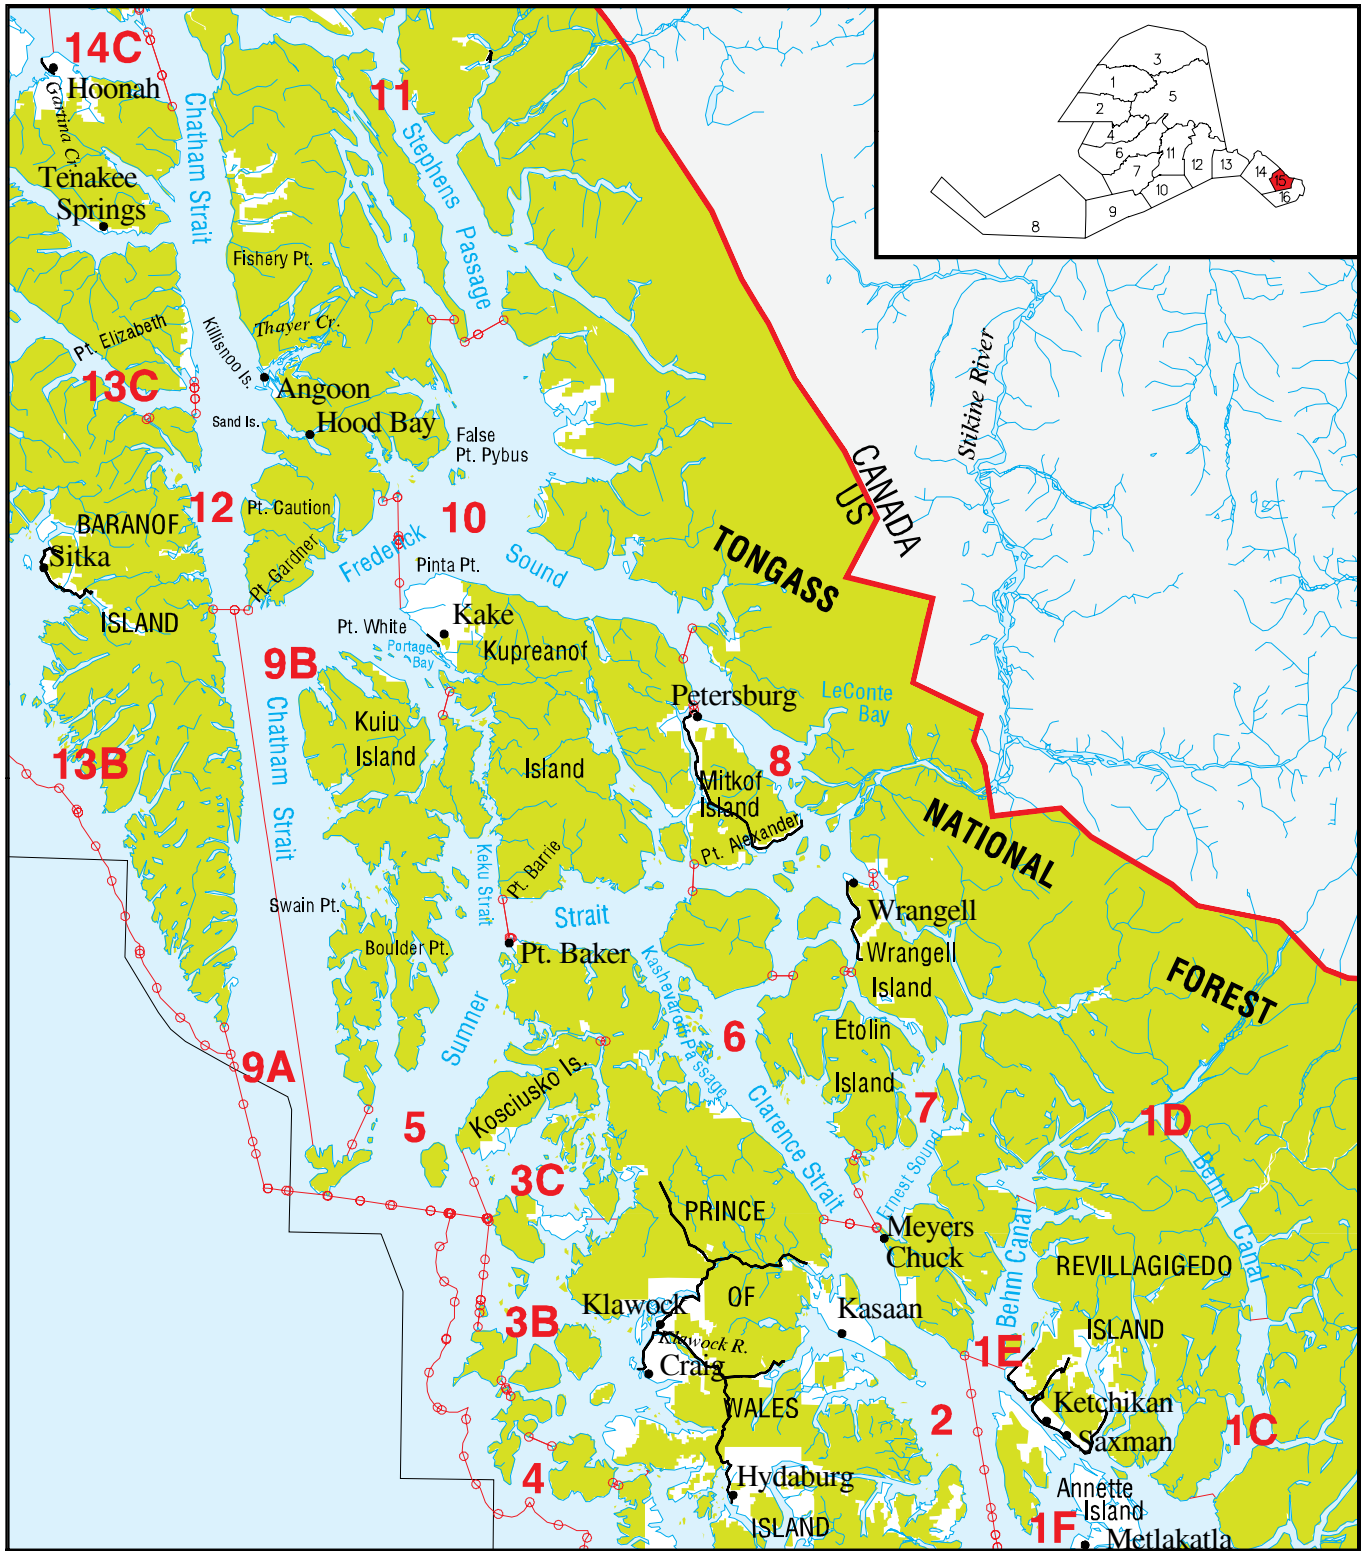 14C
Hoonah
Gartina Cr.
Tenakee
Springs
Chatham Strait
11
Stephens Passage
3
1
5
2
4
6
7
11
12
13
14
15
16
10
9
8
Fishery Pt.
Thayer Cr.
Pt. Elizabeth
Killisnoo Is.
13C
Angoon
Sand Is.
Hood Bay
False
Pt. Pybus
Stikine River
CANADA
US
12
Pt. Caution
10
BARANOF
Sitka
ISLAND
Pt. Gardner
Frederick Sound
Pinta Pt.
TONGASS
Kake
Pt. White
Portage
Bay
Kupreanof
9B
Petersburg
LeConte
Bay
Kuiu
Island
Chatham Strait
13B
Island
8
Mitkof
Island
Pt. Alexander
NATIONAL
Keku Strait
Pt. Barrie
Swain Pt.
Strait
Wrangell
Boulder Pt.
Pt. Baker
Wrangell
Island
FOREST
Kashevaroff Passage
Sumner
6
Etolin
Island
9A
Kosciusko Is.
Clarence Strait
7
1D
5
3C
Ernest Sound
Behm Canal
PRINCE
Meyers
Chuck
Behm Canal
REVILLAGIGEDO
OF
Klawock
Kasaan
3B
Klawock R.
ISLAND
1E
Craig
WALES
2
Ketchikan
Saxman
1C
4
Hydaburg
Annette
Island
ISLAND
1F
Metlakatla